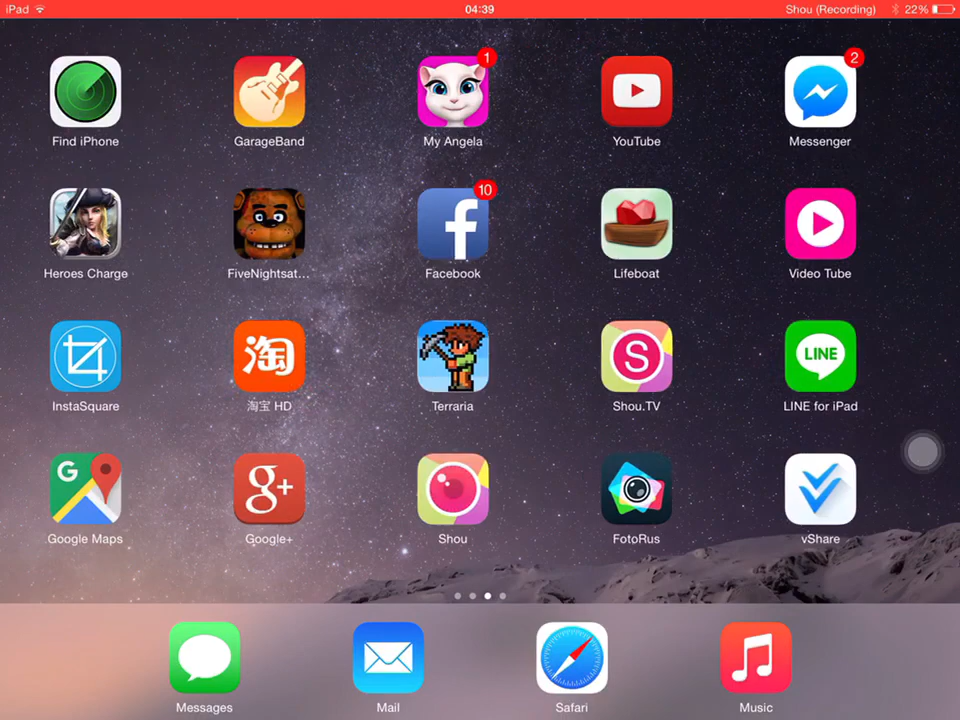 iPad 04:39 Shou (Recording) 22%
1 2
Find iPhone GarageBand My Angela YouTube Messenger
10
Heroes Charge FiveNightsat... Facebook Lifeboat Video Tube
淘 S LINE
InstaSquare 淘宝 HD Terraria Shou.TV LINE for iPad
G g+
Google Maps Google+ Shou FotoRus vShare
Messages Mail Safari Music